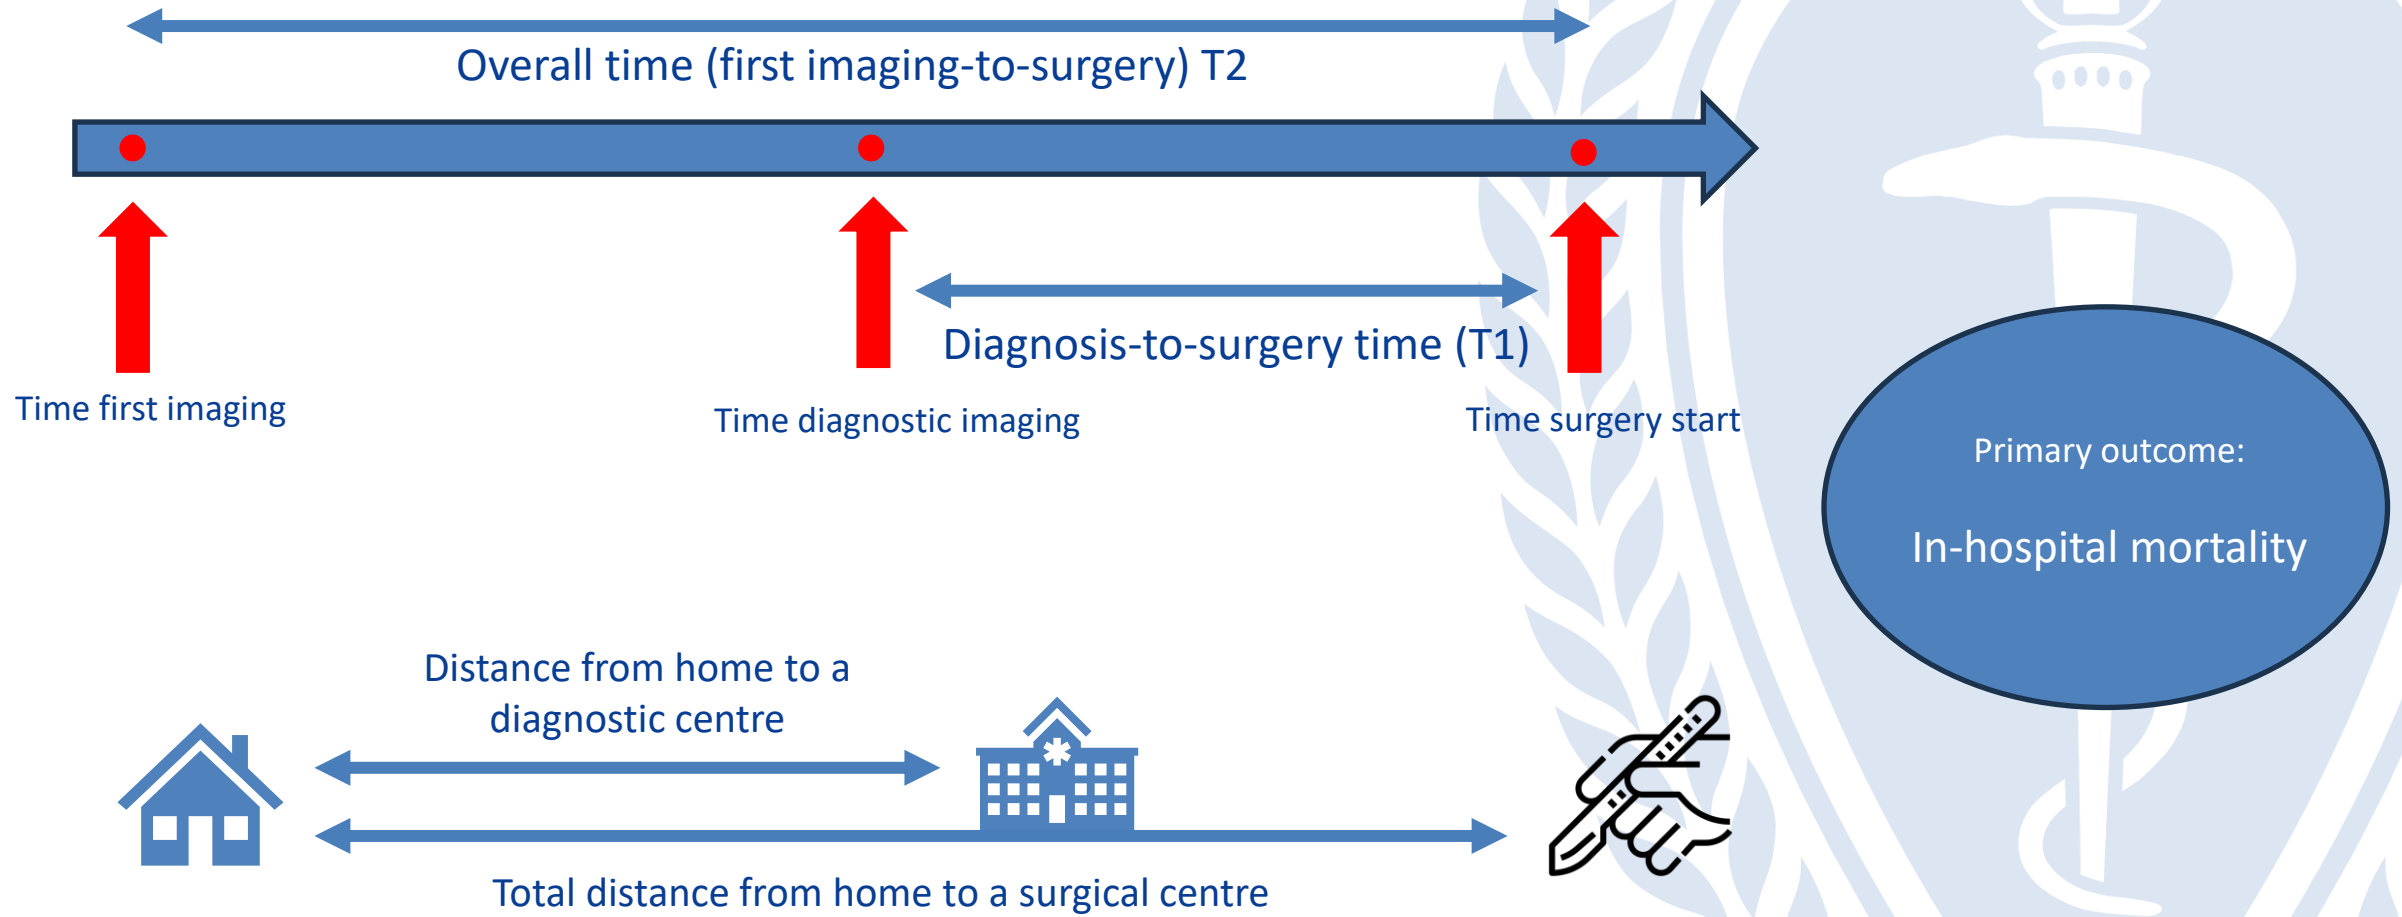 Overall time (first imaging-to-surgery) T2
Diagnosis-to-surgery time (T1)
Time first imaging
Time diagnostic imaging
Time surgery start
Primary outcome:
In-hospital mortality
Distance from home to a
diagnostic centre
Total distance from home to a surgical centre